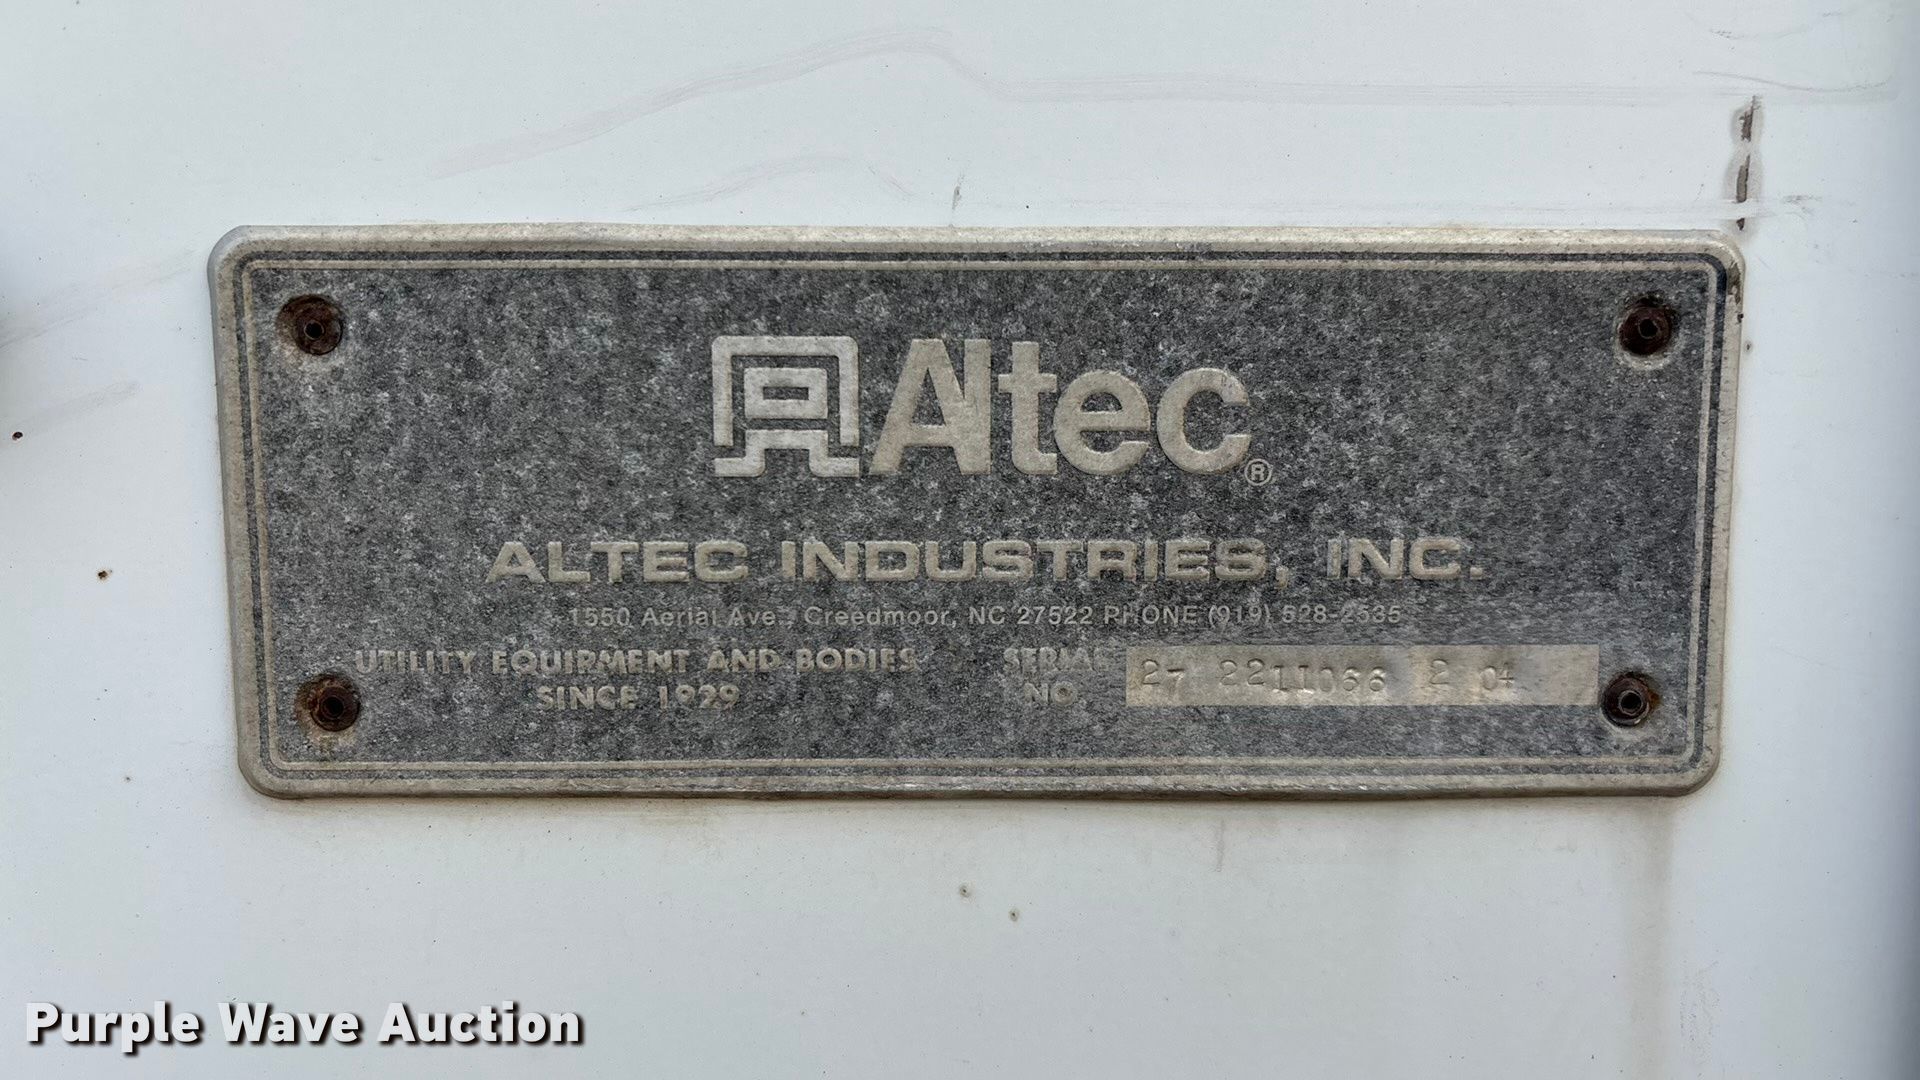 Altec®
ALTEC INDUSTRIES, INC.
1550 Aerial Ave., Creedmoor, NC 27522 PHONE (919) 528-2535
UTILITY EQUIPMENT AND BODIES
SINCE 1929
SERIAL
NO.
27 2211066 2 04
Purple Wave Auction